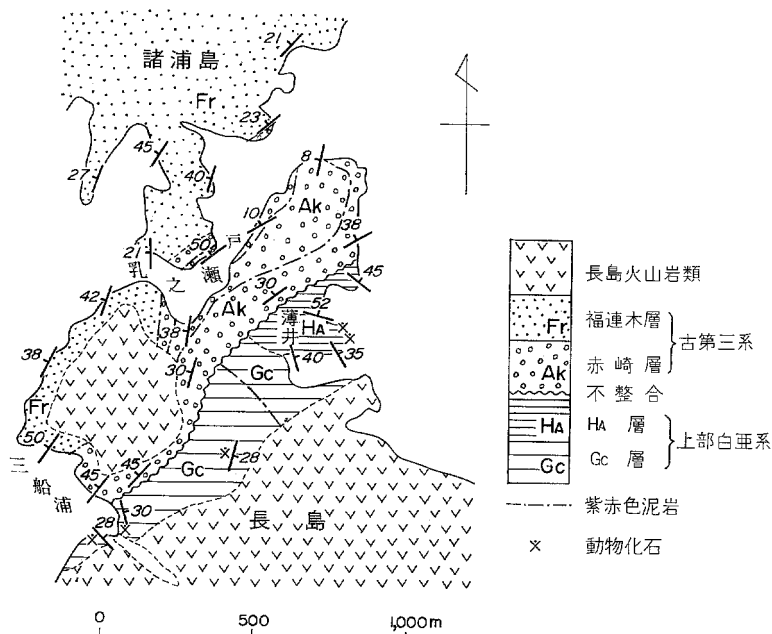 諸浦島
Fr
21
23
45
27
40
8
Ak
10
38
21
50
戸
乳之瀬
45
30
52
42
Ak
薄井
HA
38
40
35
30
Gc
38
Fr
50
28
Gc
三船浦
45
45
30
28
長島
0 500 1,000m
長島火山岩類
Fr 福連木層
Ak 赤崎層
古第三系
不整合
HA HA 層
Gc Gc 層
上部白亜系
紫赤色泥岩
動物化石